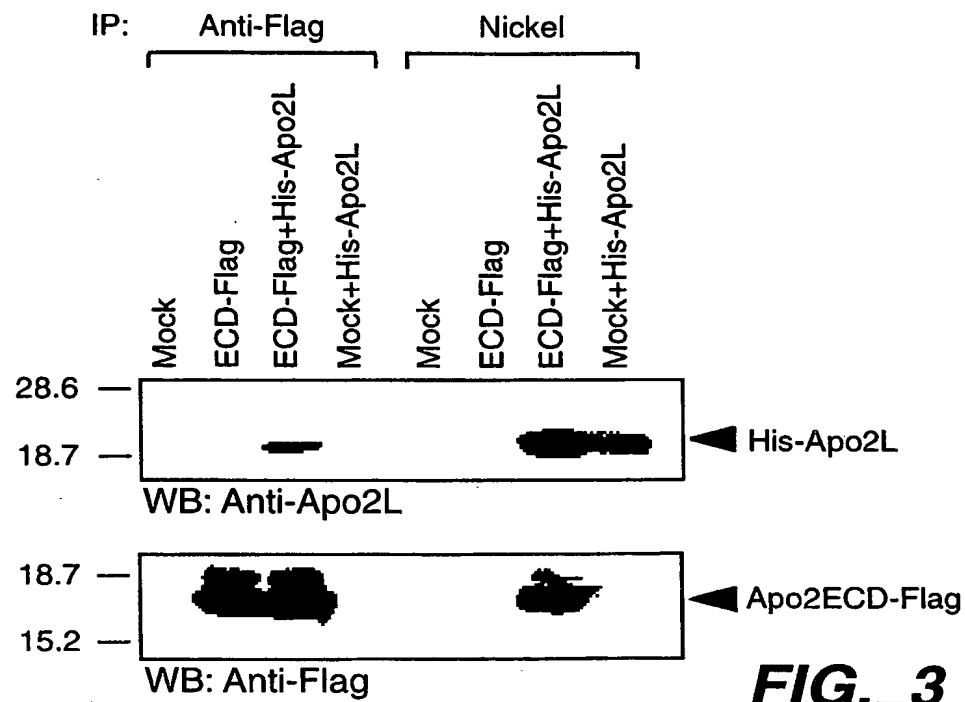 IP: Anti-Flag Nickel
Mock
ECD-Flag
ECD-Flag+His-Apo2L
Mock+His-Apo2L
Mock
ECD-Flag
ECD-Flag+His-Apo2L
Mock+His-Apo2L
28.6
18.7
His-Apo2L
WB: Anti-Apo2L
18.7
Apo2ECD-Flag
15.2
WB: Anti-Flag
FIG._3